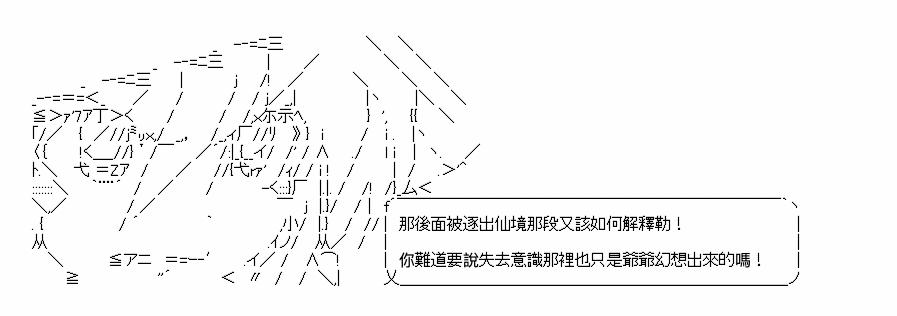 那後面被逐出仙境那段又該如何解釋勒！
你難道要說失去意識那裡也只是爺爺幻想出來的嗎！